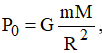 P₀ = G mM / R²,